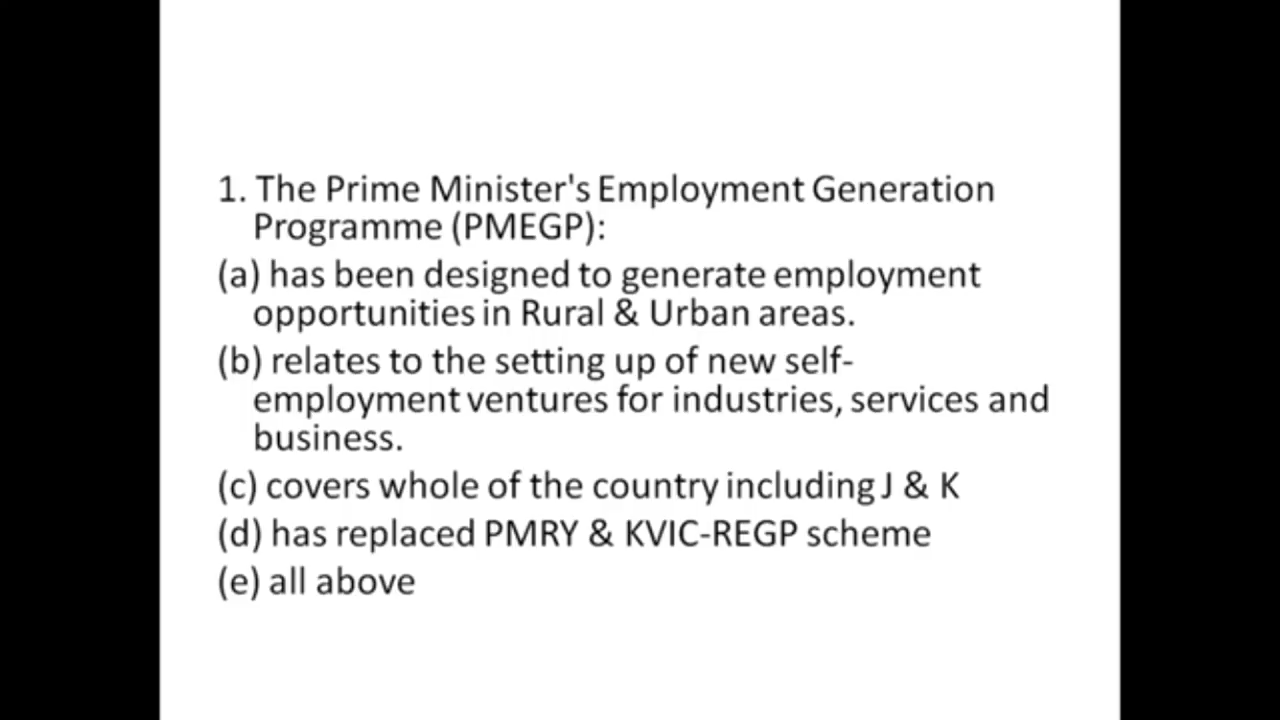 1. The Prime Minister's Employment Generation
Programme (PMEGP):
(a) has been designed to generate employment
opportunities in Rural & Urban areas.
(b) relates to the setting up of new self-
employment ventures for industries, services and
business.
(c) covers whole of the country including J & K
(d) has replaced PMRY & KVIC-REGP scheme
(e) all above